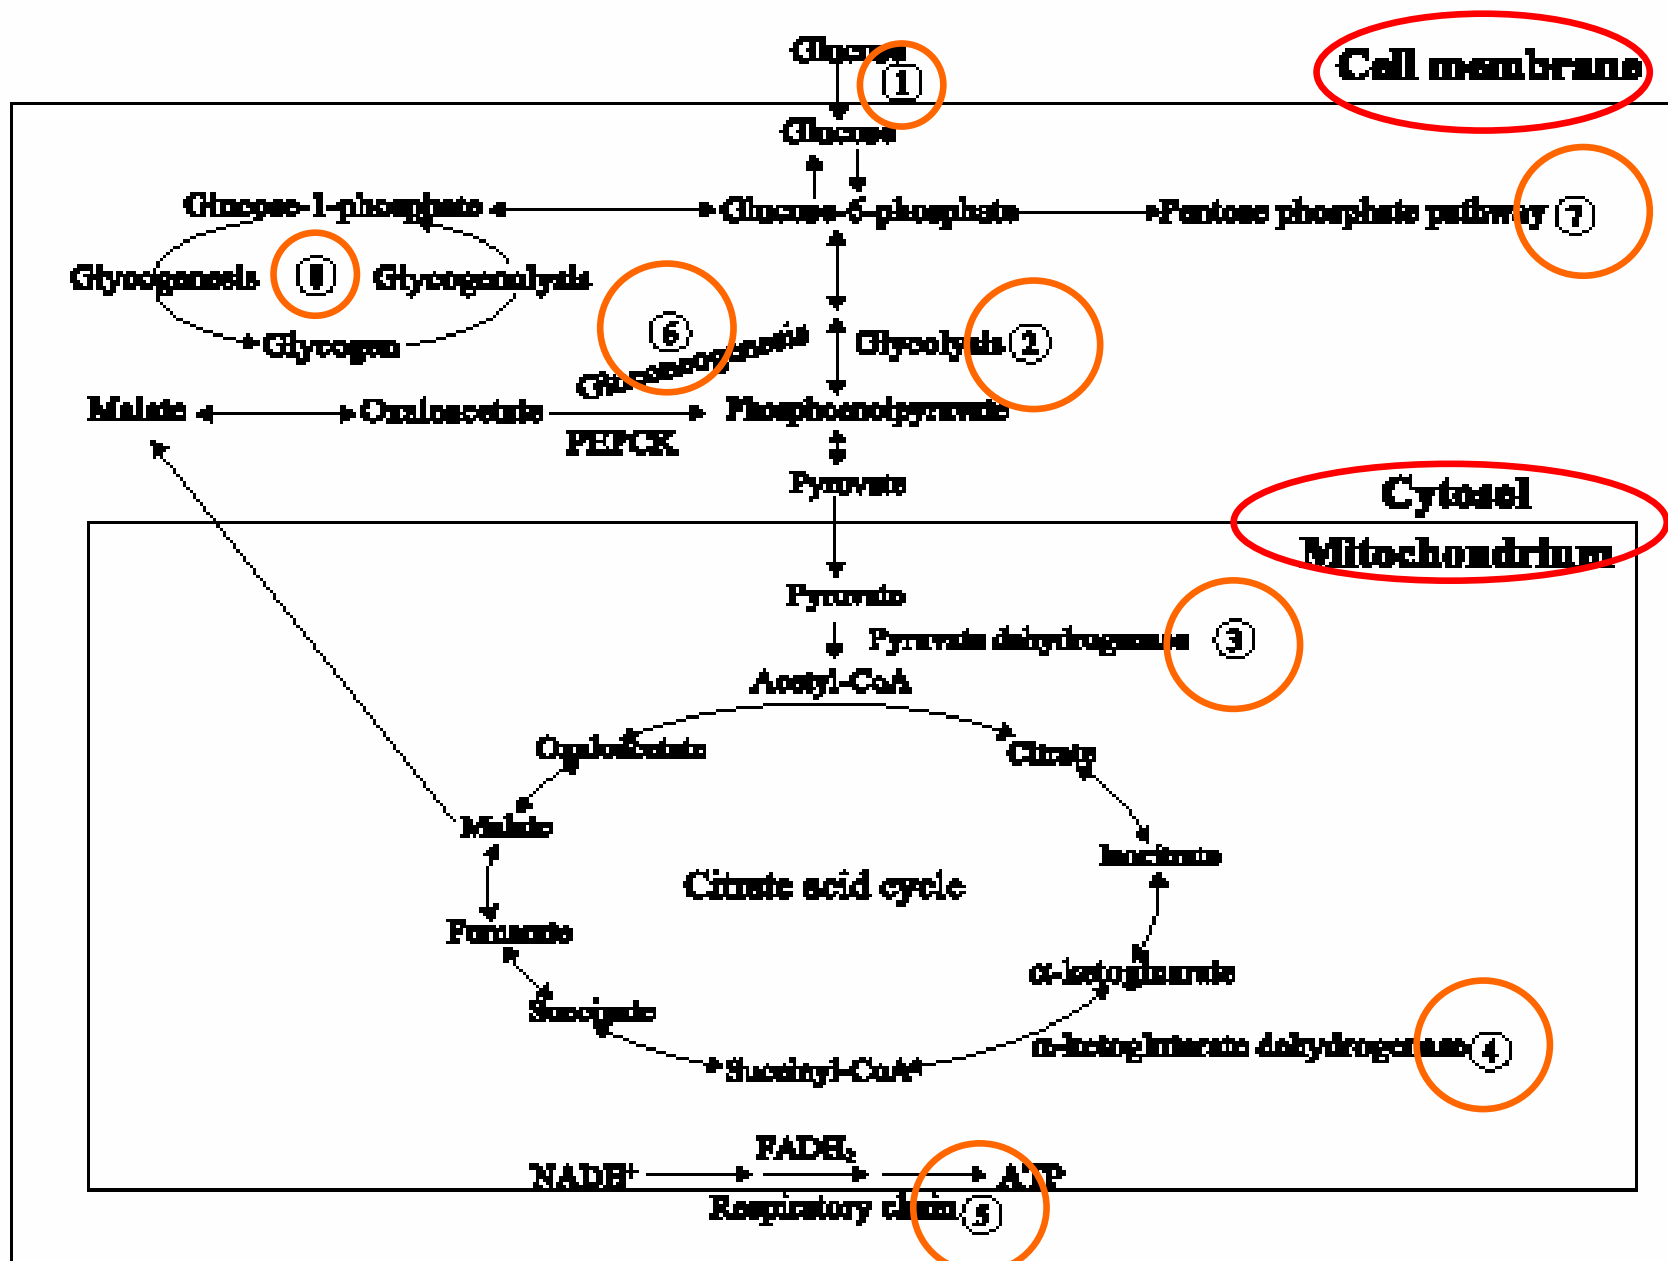 Glucose
①
Cell membrane
Glucose
Glucose-1-phosphate
Glucose-6-phosphate
Pentose phosphate pathway ⑦
Glycogenesis
Glycogenolysis
Glycogen
⑥
Gluconeogenesis
Glycolysis ②
Malate
Oxaloacetate
PEPCK
Phosphoenolpyruvate
Pyruvate
Cytosol
Mitochondrium
Pyruvate
Pyruvate dehydrogenase ③
Acetyl-CoA
Oxaloacetate
Citrate
Malate
Isocitrate
Citrate acid cycle
Fumarate
α-ketoglutarate
Succinate
α-ketoglutarate dehydrogenase ④
Succinyl-CoA
FADH₂
NADH⁺
ATP
Respiratory chain ⑤